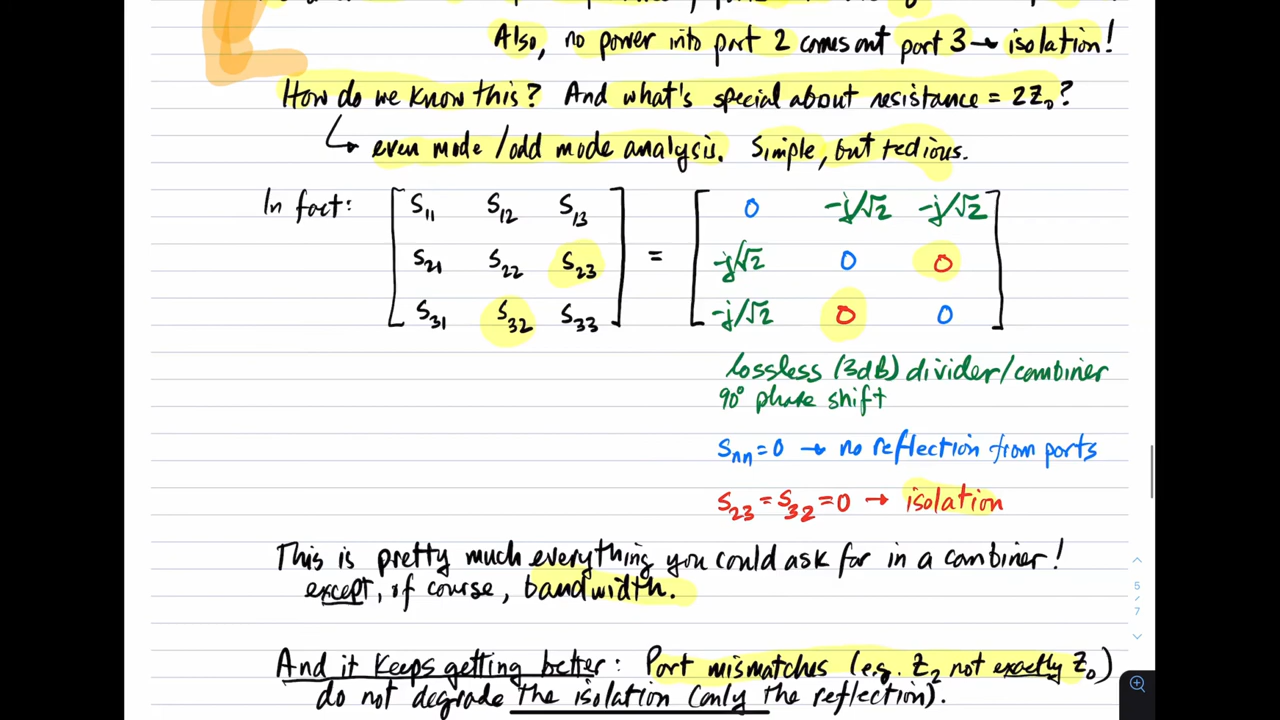 Also, no power into port 2 comes out port 3 → isolation!
How do we know this? And what's special about resistance = 2Z₀?
↳ even mode/odd mode analysis. Simple, but tedious.
In fact: [S₁₁ S₁₂ S₁₃] [0 -j/√2 -j/√2]
[S₂₁ S₂₂ S₂₃] = [-j/√2 0 0]
[S₃₁ S₃₂ S₃₃] [-j/√2 0 0]
lossless (3dB) divider/combiner
90° phase shift
Sₙₙ = 0 → no reflection from ports
S₂₃ = S₃₂ = 0 → isolation
This is pretty much everything you could ask for in a combiner!
except, of course, bandwidth.
5
/
7
And it keeps getting better: Port mismatches (e.g. Z₂ not exactly Z₀)
do not degrade the isolation (only the reflection).